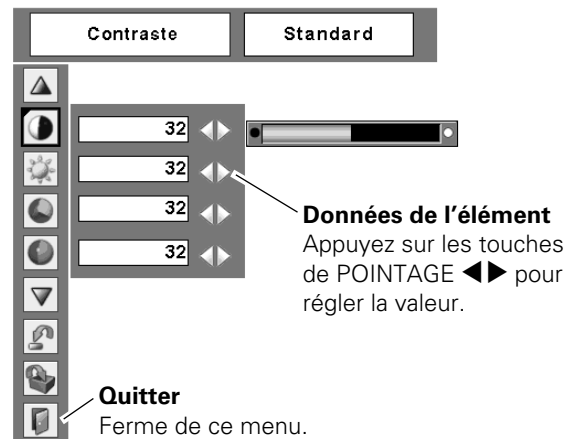 Contraste Standard
32
32
32
32
Données de l'élément
Appuyez sur les touches
de POINTAGE ◀▶ pour
régler la valeur.
Quitter
Ferme de ce menu.